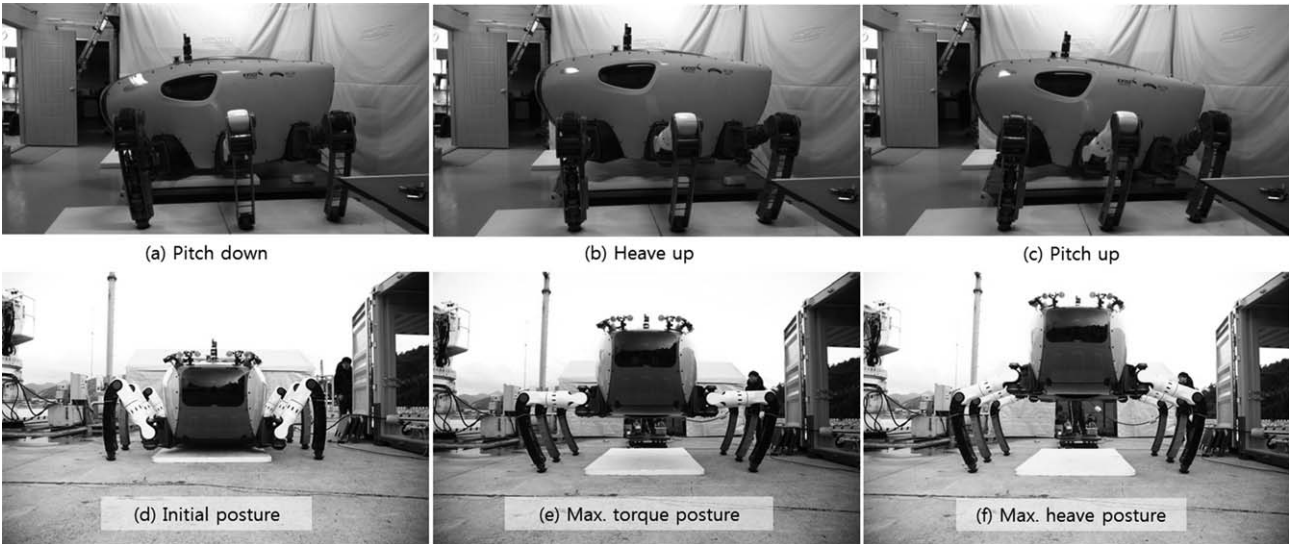 (a) Pitch down
(b) Heave up
(c) Pitch up
(d) Initial posture
(e) Max. torque posture
(f) Max. heave posture